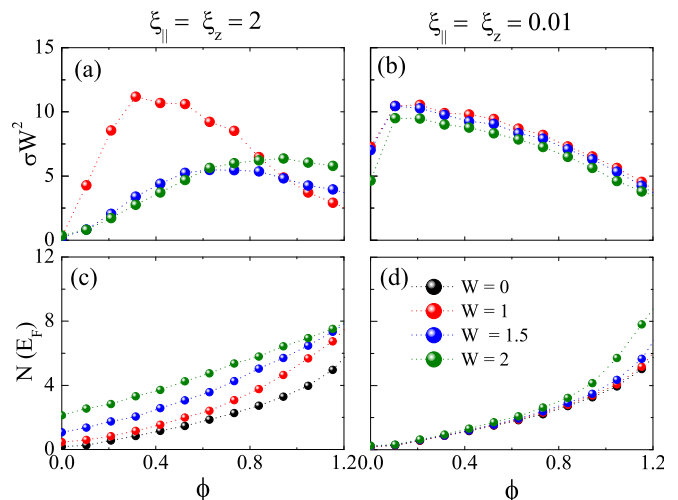 ξ|| = ξz = 2
ξ|| = ξz = 0.01
15
10
5
0
σW²
(a)
(b)
12
8
4
0
N (E_F)
(c)
(d)
W = 0
W = 1
W = 1.5
W = 2
0.0 0.4 0.8 1.2
0.0 0.4 0.8 1.2
ϕ
ϕ